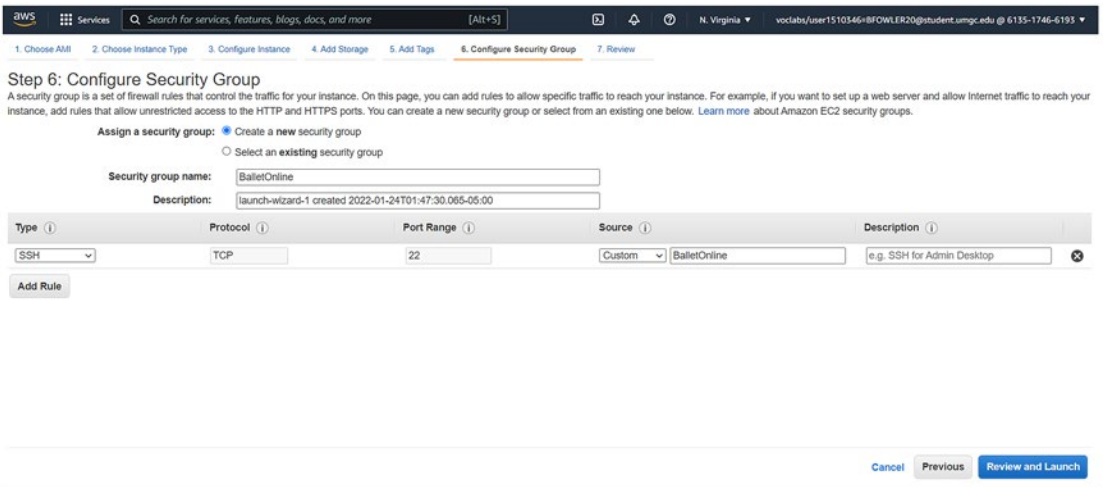 aws Services Search for services, features, blogs, docs, and more [Alt+S] N. Virginia voclabs/user1510346=BFOWLER20@student.umgc.edu @ 6135-1746-6193
1. Choose AMI 2. Choose Instance Type 3. Configure Instance 4. Add Storage 5. Add Tags 6. Configure Security Group 7. Review
Step 6: Configure Security Group
A security group is a set of firewall rules that control the traffic for your instance. On this page, you can add rules to allow specific traffic to reach your instance. For example, if you want to set up a web server and allow Internet traffic to reach your
instance, add rules that allow unrestricted access to the HTTP and HTTPS ports. You can create a new security group or select from an existing one below. Learn more about Amazon EC2 security groups.
Assign a security group: Create a new security group
Select an existing security group
Security group name: BalletOnline
Description: launch-wizard-1 created 2022-01-24T01:47:30.065-05:00
Type Protocol Port Range Source Description
SSH TCP 22 Custom BalletOnline e.g. SSH for Admin Desktop
Add Rule
Cancel Previous Review and Launch